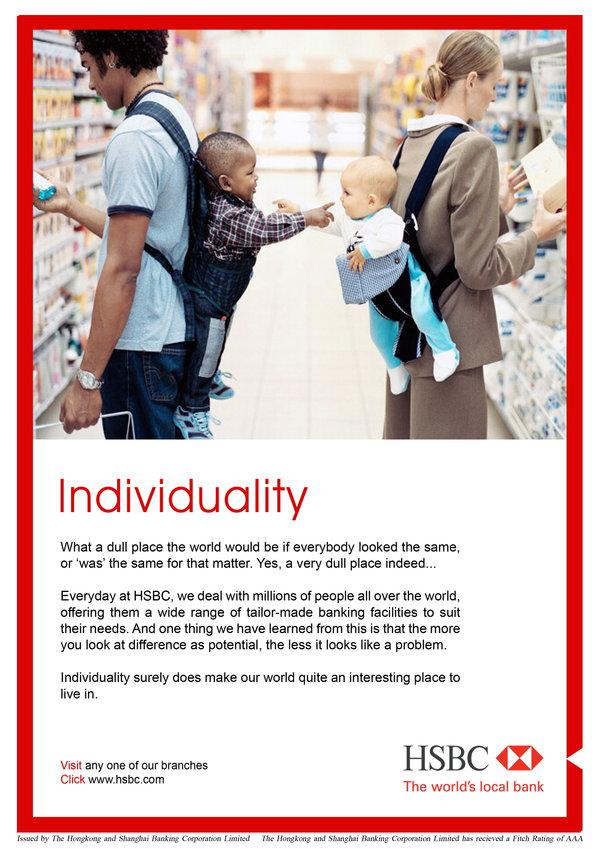 Individuality
What a dull place the world would be if everybody looked the same,
or ‘was’ the same for that matter. Yes, a very dull place indeed...
Everyday at HSBC, we deal with millions of people all over the world,
offering them a wide range of tailor-made banking facilities to suit
their needs. And one thing we have learned from this is that the more
you look at difference as potential, the less it looks like a problem.
Individuality surely does make our world quite an interesting place to
live in.
Visit any one of our branches
Click www.hsbc.com
HSBC
The world's local bank
Issued by The Hongkong and Shanghai Banking Corporation Limited The Hongkong and Shanghai Banking Corporation Limited has recieved a Fitch Rating of AAA